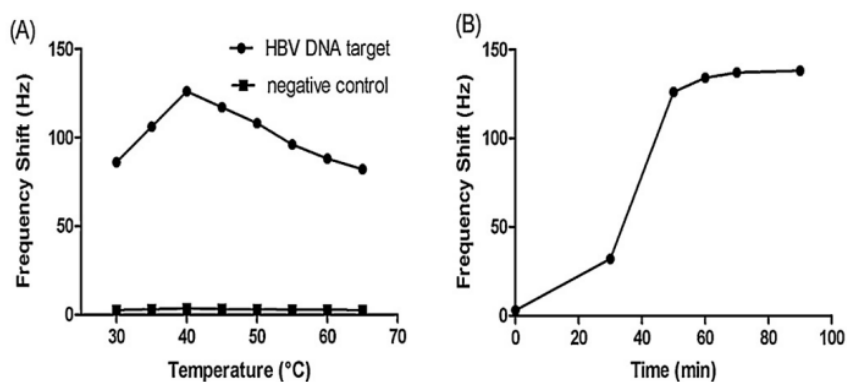 (A)
150
100
50
0
Frequency Shift (Hz)
HBV DNA target
negative control
30 40 50 60 70
Temperature (°C)
(B)
150
100
50
0
Frequency Shift (Hz)
0 20 40 60 80 100
Time (min)